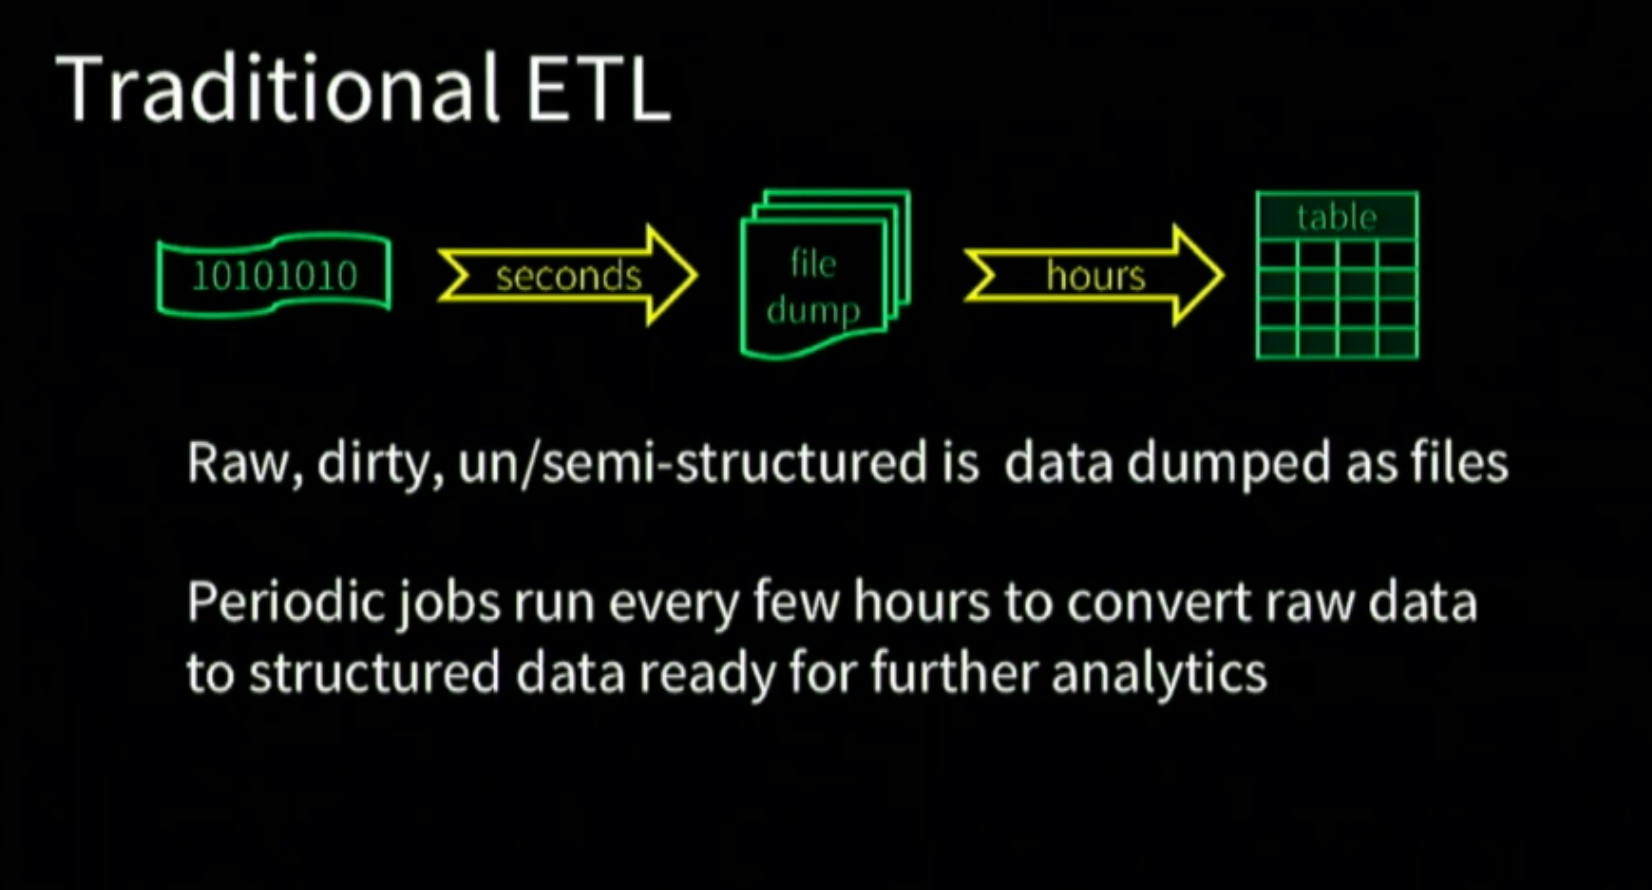 Traditional ETL
10101010
seconds
file
dump
hours
table
Raw, dirty, un/semi-structured is  data dumped as files
Periodic jobs run every few hours to convert raw data
to structured data ready for further analytics